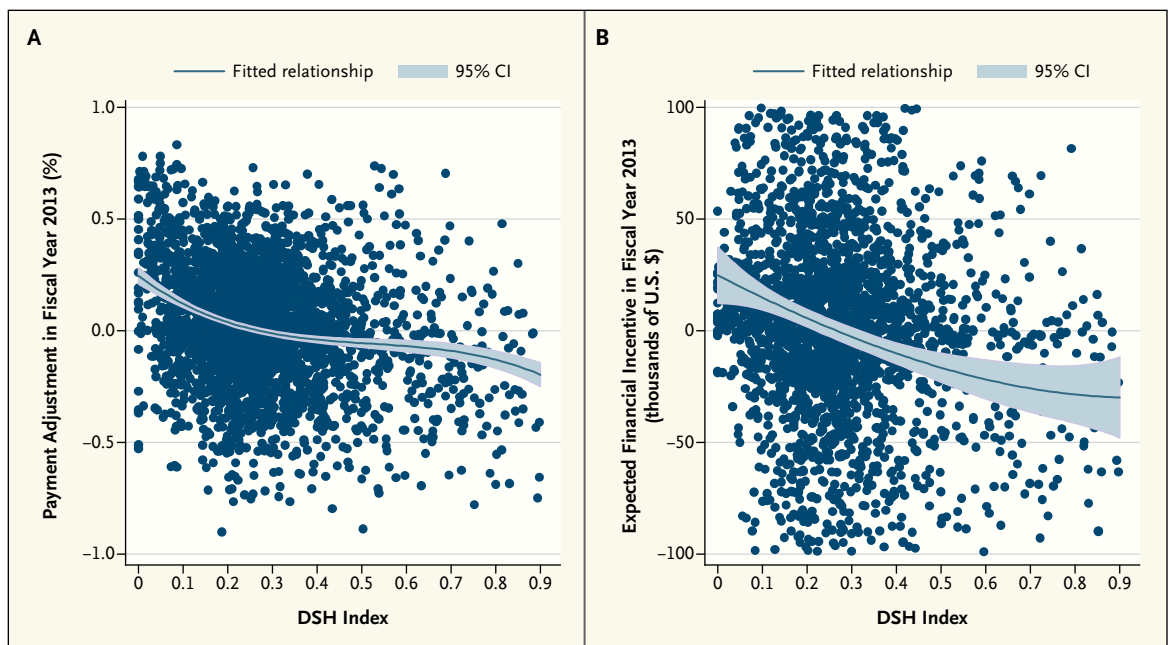 A
Fitted relationship
95% CI
Payment Adjustment in Fiscal Year 2013 (%)
1.0
0.5
0.0
−0.5
−1.0
0 0.1 0.2 0.3 0.4 0.5 0.6 0.7 0.8 0.9
DSH Index
B
Fitted relationship
95% CI
Expected Financial Incentive in Fiscal Year 2013
(thousands of U.S. $)
100
50
0
−50
−100
0 0.1 0.2 0.3 0.4 0.5 0.6 0.7 0.8 0.9
DSH Index